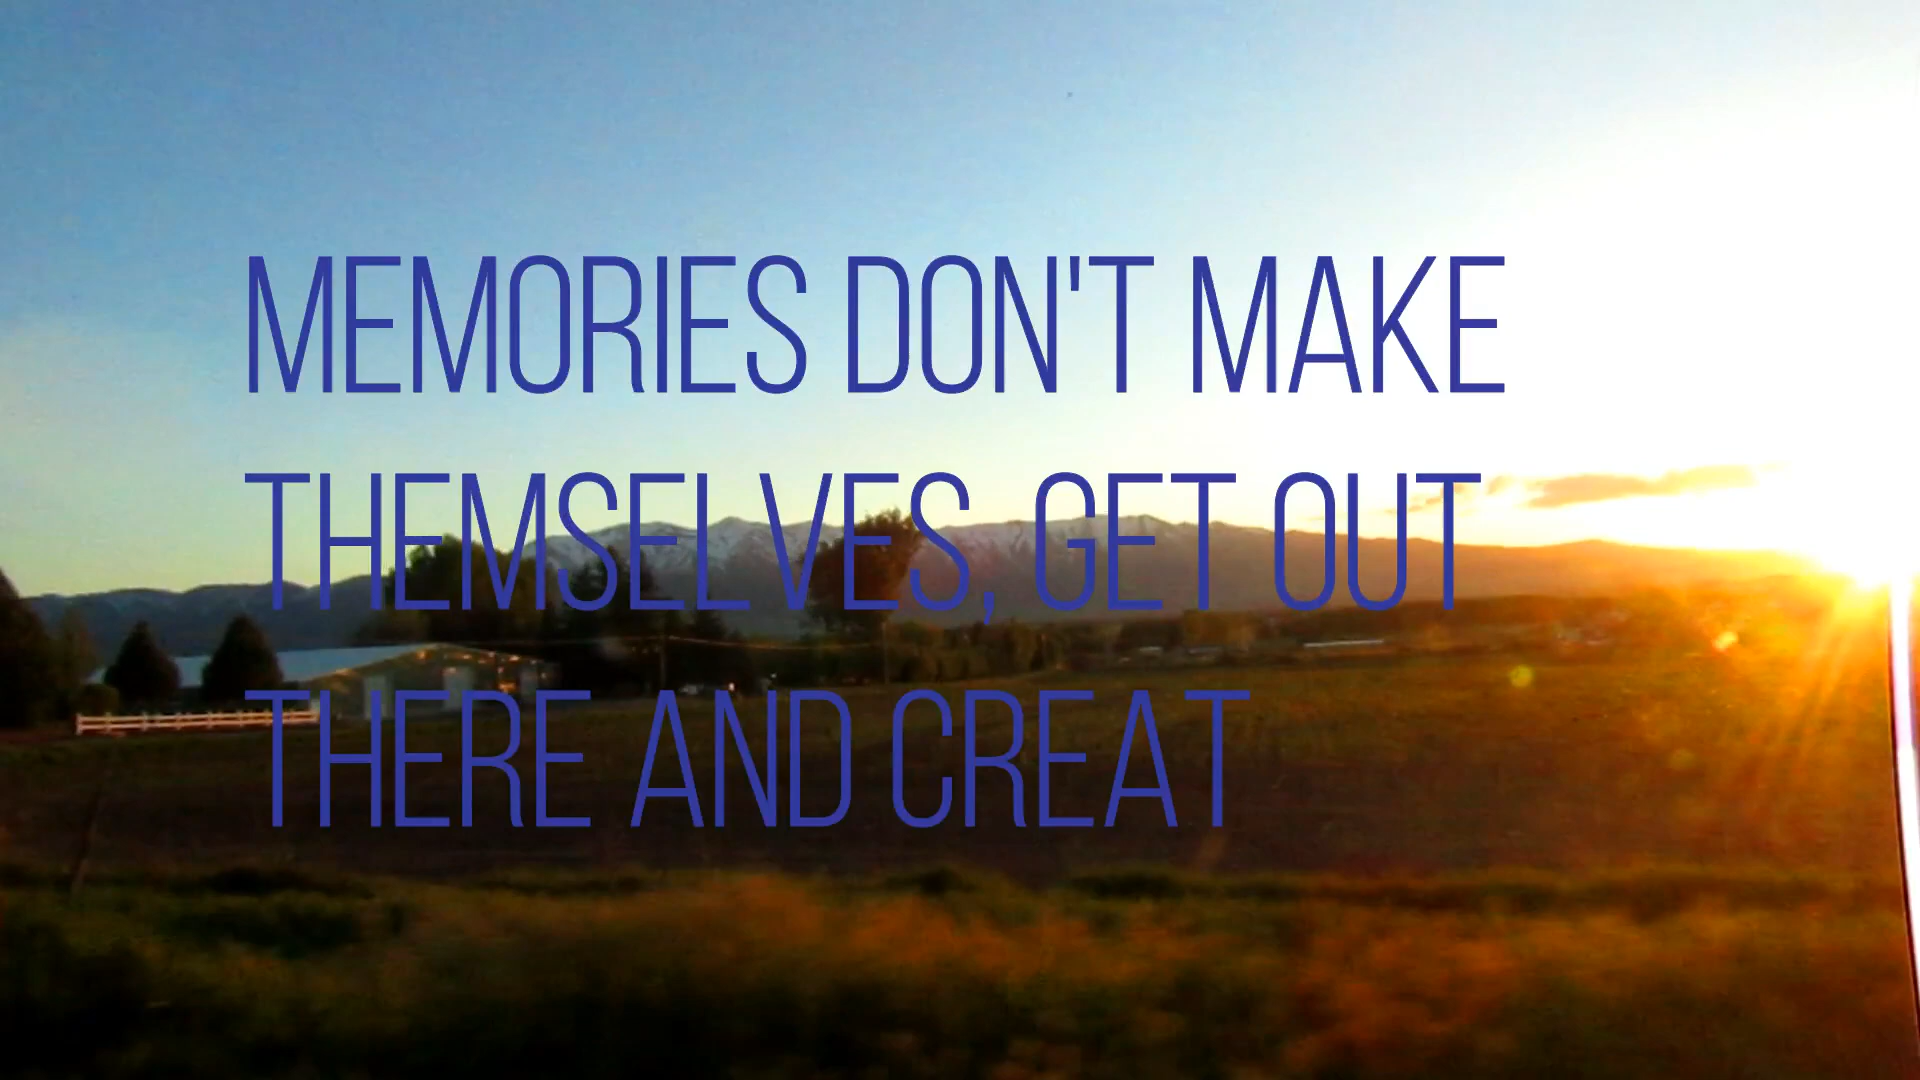 MEMORIES DON'T MAKE
THEMSELVES, GET OUT
THERE AND CREAT